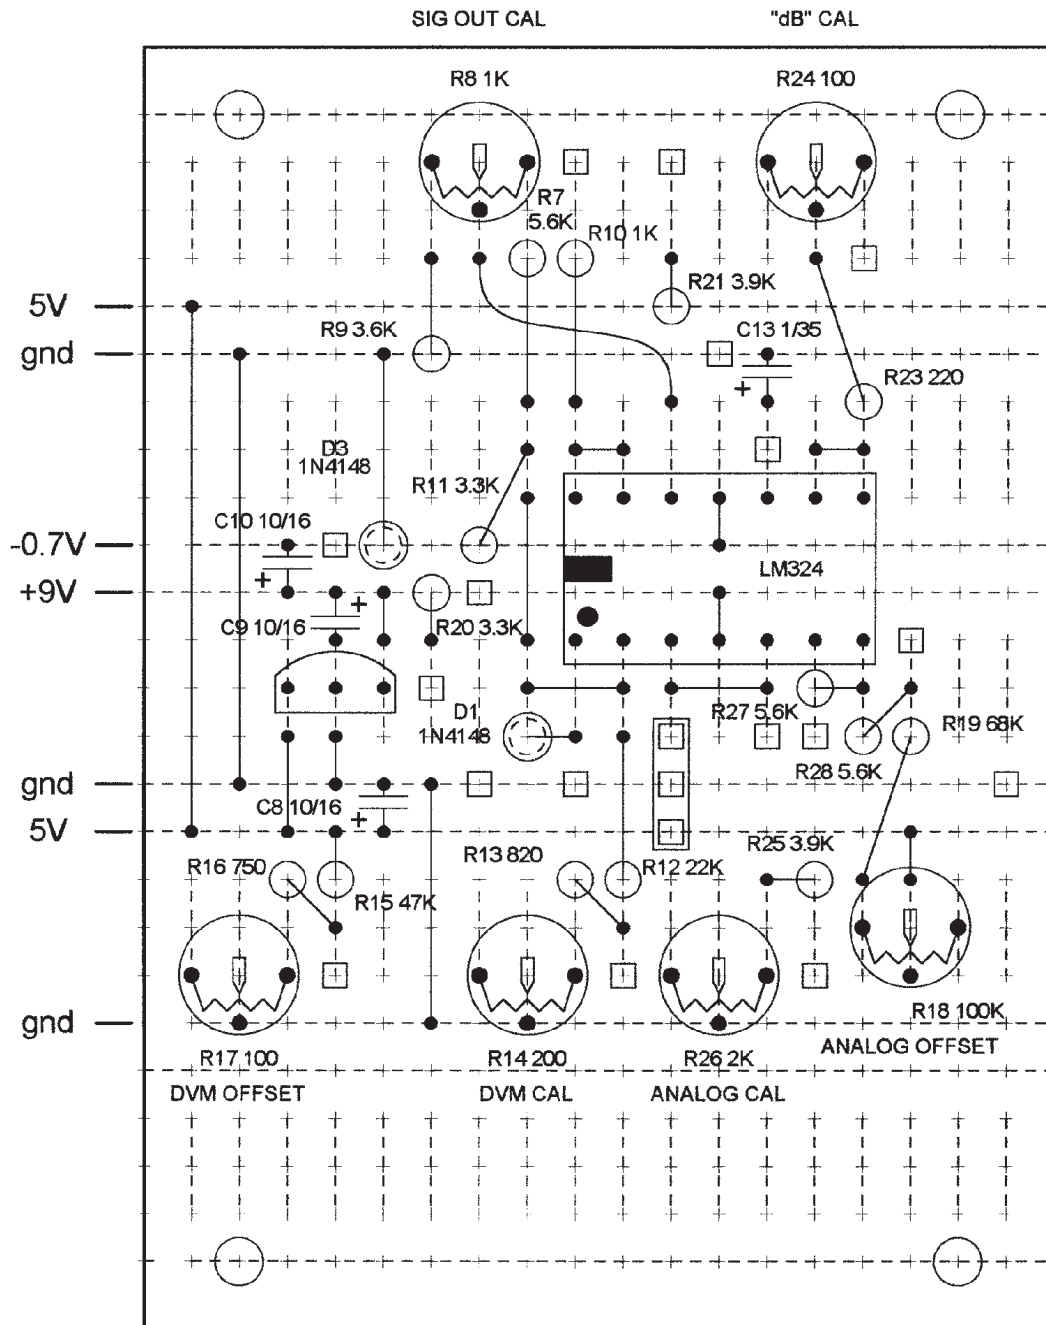 SIG OUT CAL
"dB" CAL
R8 1K
R24 100
R7
5.6K
R10 1K
R21 3.9K
5V
R9 3.6K
C13 1/35
gnd
R23 220
+
D3
1N4148
R11 3.3K
C10 10/16
-0.7V
LM324
+
+9V
+
C9 10/16
R20 3.3K
D1
1N4148
R27 5.6K
R19 68K
R28 5.6K
gnd
C8 10/16
+
5V
R16 750
R13 820
R25 3.9K
R12 22K
R15 47K
R18 100K
gnd
R17 100
R14 200
R26 2K
ANALOG OFFSET
DVM OFFSET
DVM CAL
ANALOG CAL